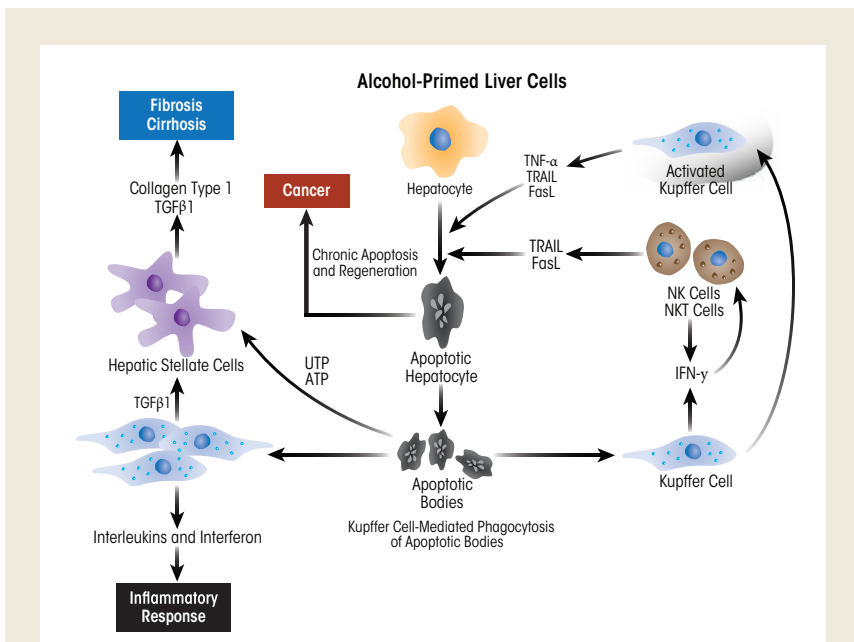 Alcohol-Primed Liver Cells
Fibrosis
Cirrhosis
Collagen Type 1
TGFβ1
Cancer
Hepatocyte
TNF-α
TRAIL
FasL
Activated
Kupffer Cell
Chronic Apoptosis
and Regeneration
TRAIL
FasL
NK Cells
NKT Cells
Hepatic Stellate Cells
UTP
ATP
Apoptotic
Hepatocyte
IFN-γ
TGFβ1
Apoptotic
Bodies
Kupffer Cell
Kupffer Cell-Mediated Phagocytosis
of Apoptotic Bodies
Interleukins and Interferon
Inflammatory
Response